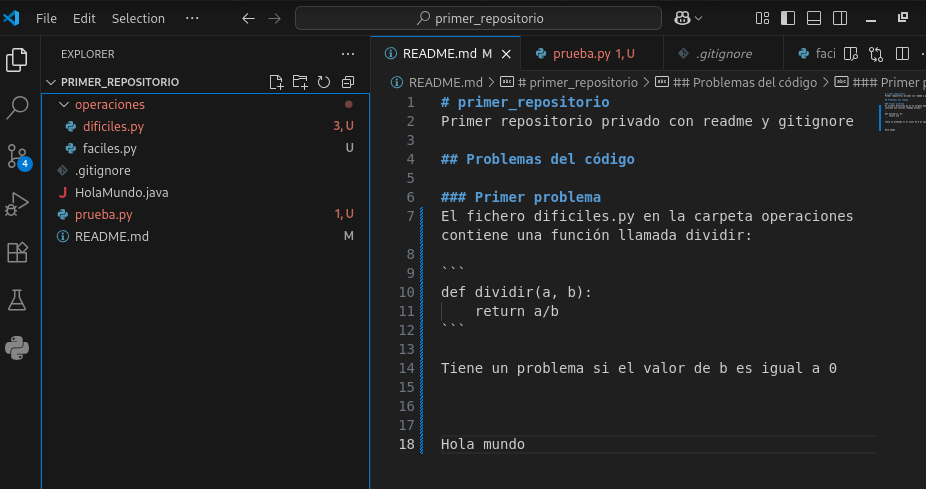 File Edit Selection ··· primer_repositorio
EXPLORER ···
PRIMER_REPOSITORIO
operaciones
dificiles.py 3, U
faciles.py U
.gitignore
J HolaMundo.java
prueba.py 1, U
README.md M
4
README.md M prueba.py 1, U .gitignore faci
README.md > abc # primer_repositorio > abc ## Problemas del código > abc ### Primer p
1 # primer_repositorio
2 Primer repositorio privado con readme y gitignore
3
4 ## Problemas del código
5
6 ### Primer problema
7 El fichero dificiles.py en la carpeta operaciones
contiene una función llamada dividir:
8
9 ```
10 def dividir(a, b):
11     return a/b
12 ```
13
14 Tiene un problema si el valor de b es igual a 0
15
16
17
18 Hola mundo